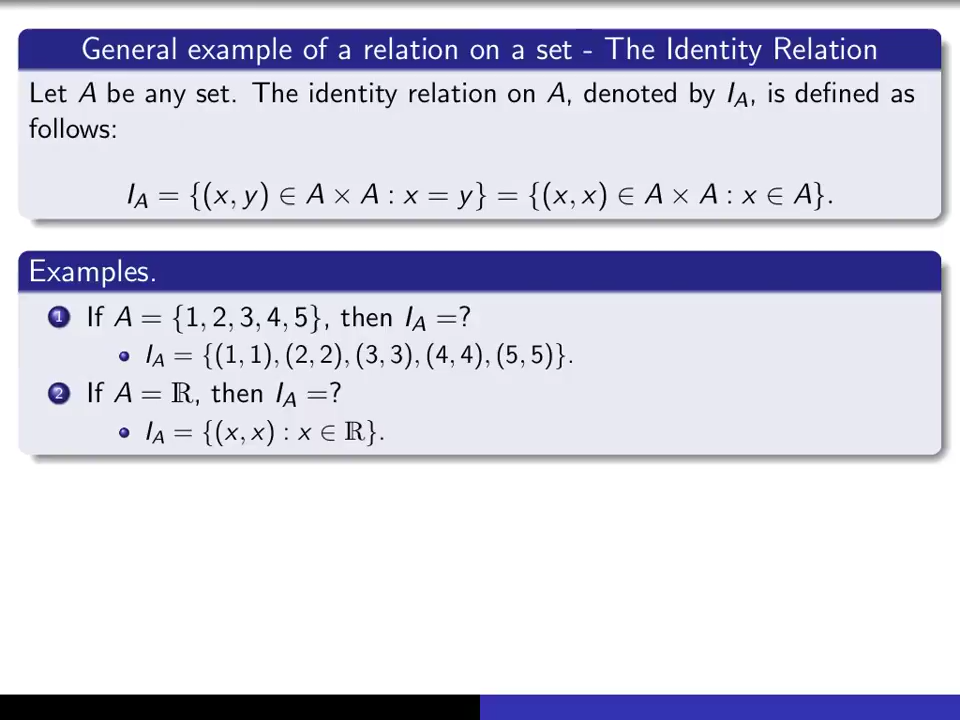 General example of a relation on a set - The Identity Relation
Let A be any set. The identity relation on A, denoted by I_A, is defined as
follows:
I_A = {(x, y) ∈ A × A : x = y} = {(x, x) ∈ A × A : x ∈ A}.
Examples.
1 If A = {1, 2, 3, 4, 5}, then I_A =?
• I_A = {(1, 1), (2, 2), (3, 3), (4, 4), (5, 5)}.
2 If A = ℝ, then I_A =?
• I_A = {(x, x) : x ∈ ℝ}.